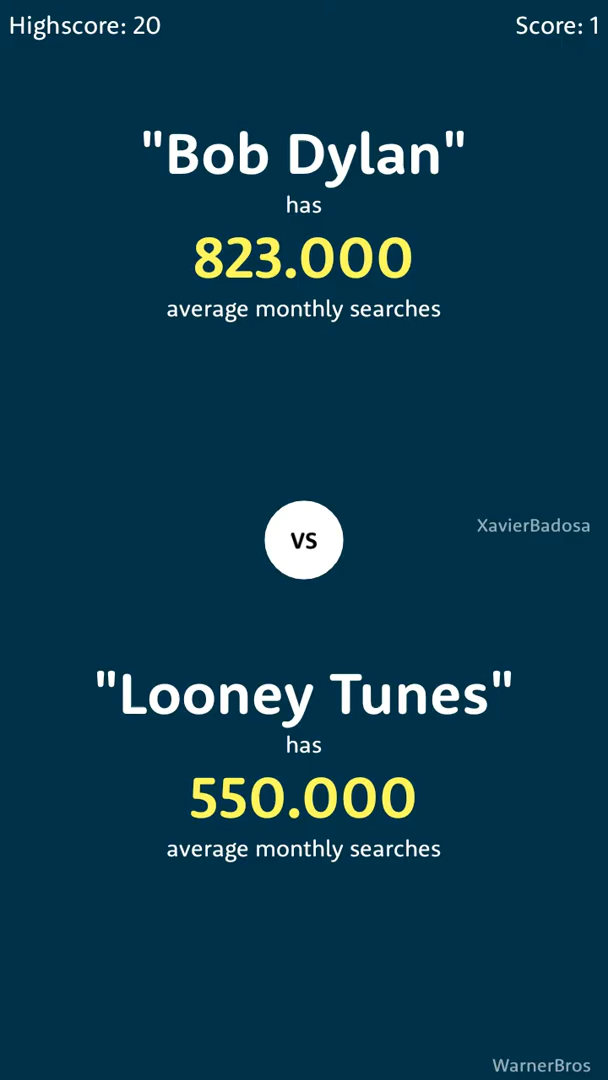 Highscore: 20
Score: 1
"Bob Dylan"
has
823.000
average monthly searches
XavierBadosa
VS
"Looney Tunes"
has
550.000
average monthly searches
WarnerBros